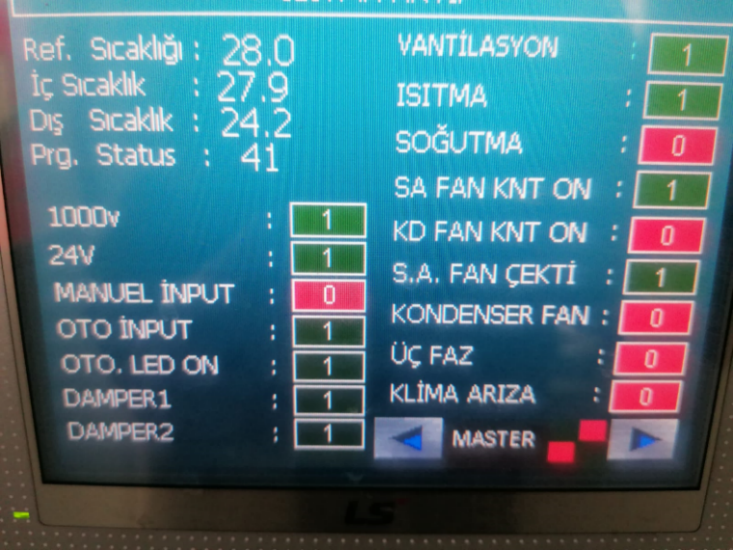 Ref. Sıcaklığı : 28.0
İç Sıcaklık : 27.9
Dış Sıcaklık : 24.2
Prg. Status : 41
1000v : 1
24V : 1
MANUEL İNPUT : 0
OTO İNPUT : 1
OTO. LED ON : 1
DAMPER1 : 1
DAMPER2 : 1
VANTİLASYON : 1
ISITMA : 1
SOĞUTMA : 0
SA FAN KNT ON : 1
KD FAN KNT ON : 0
S.A. FAN ÇEKTİ : 1
KONDENSER FAN : 0
ÜÇ FAZ : 0
KLİMA ARIZA : 0
MASTER
LS